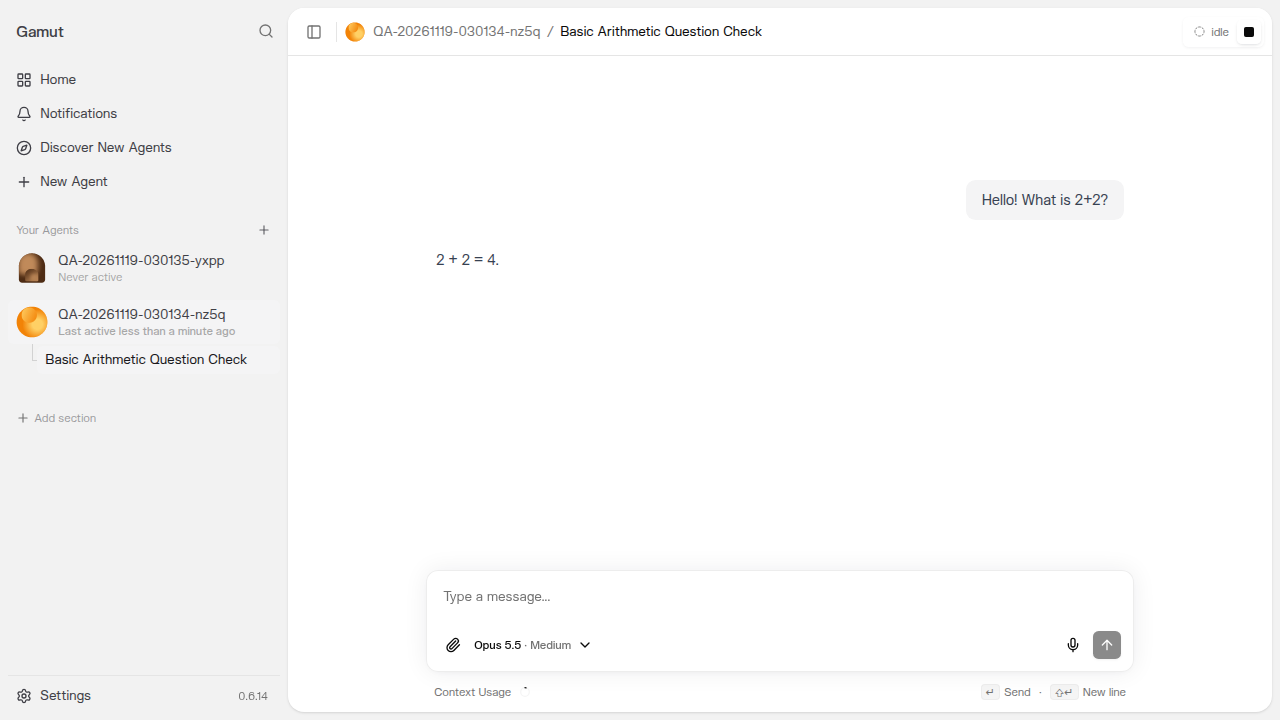 Gamut
Home
Notifications
Discover New Agents
New Agent
Your Agents
QA-20261119-030135-yxpp
Never active
QA-20261119-030134-nz5q
Last active less than a minute ago
Basic Arithmetic Question Check
Add section
Settings
0.6.14
QA-20261119-030134-nz5q / Basic Arithmetic Question Check
idle
Hello! What is 2+2?
2 + 2 = 4.
Type a message...
Opus 5.5 · Medium
Context Usage
↵ Send · ⇧↵ New line